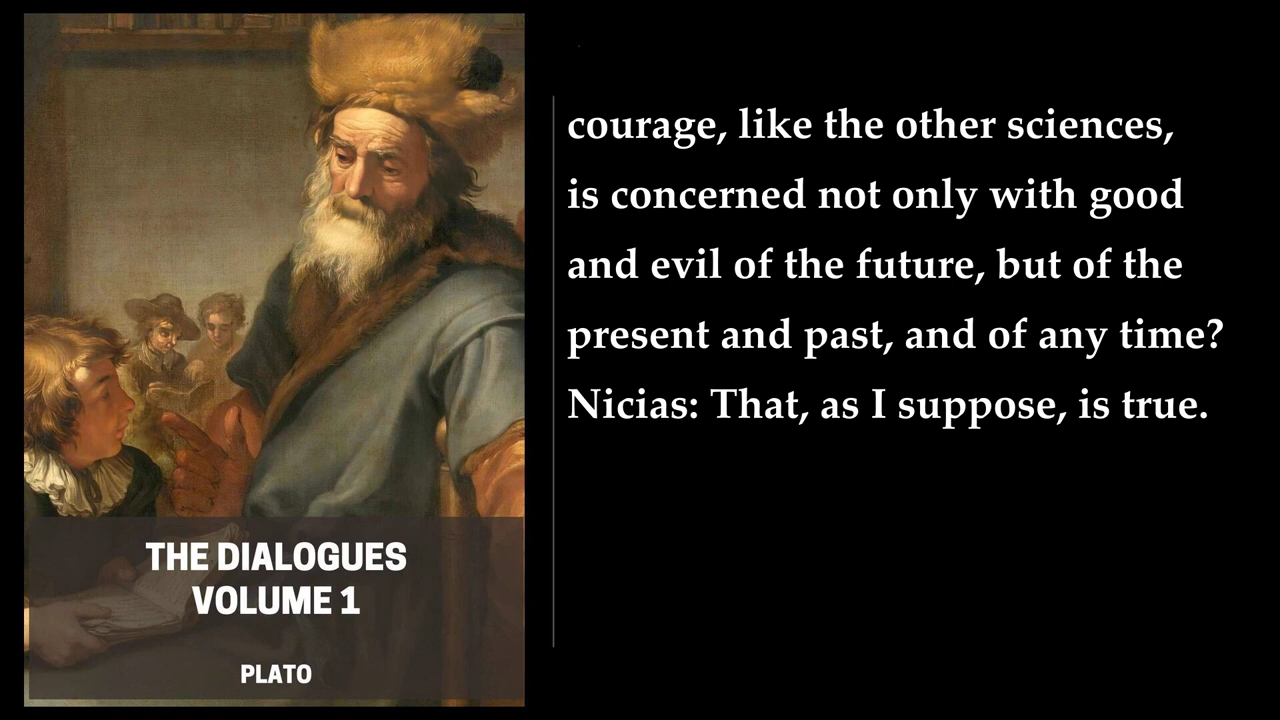 THE DIALOGUES
VOLUME 1
PLATO
courage, like the other sciences,
is concerned not only with good
and evil of the future, but of the
present and past, and of any time?
Nicias: That, as I suppose, is true.